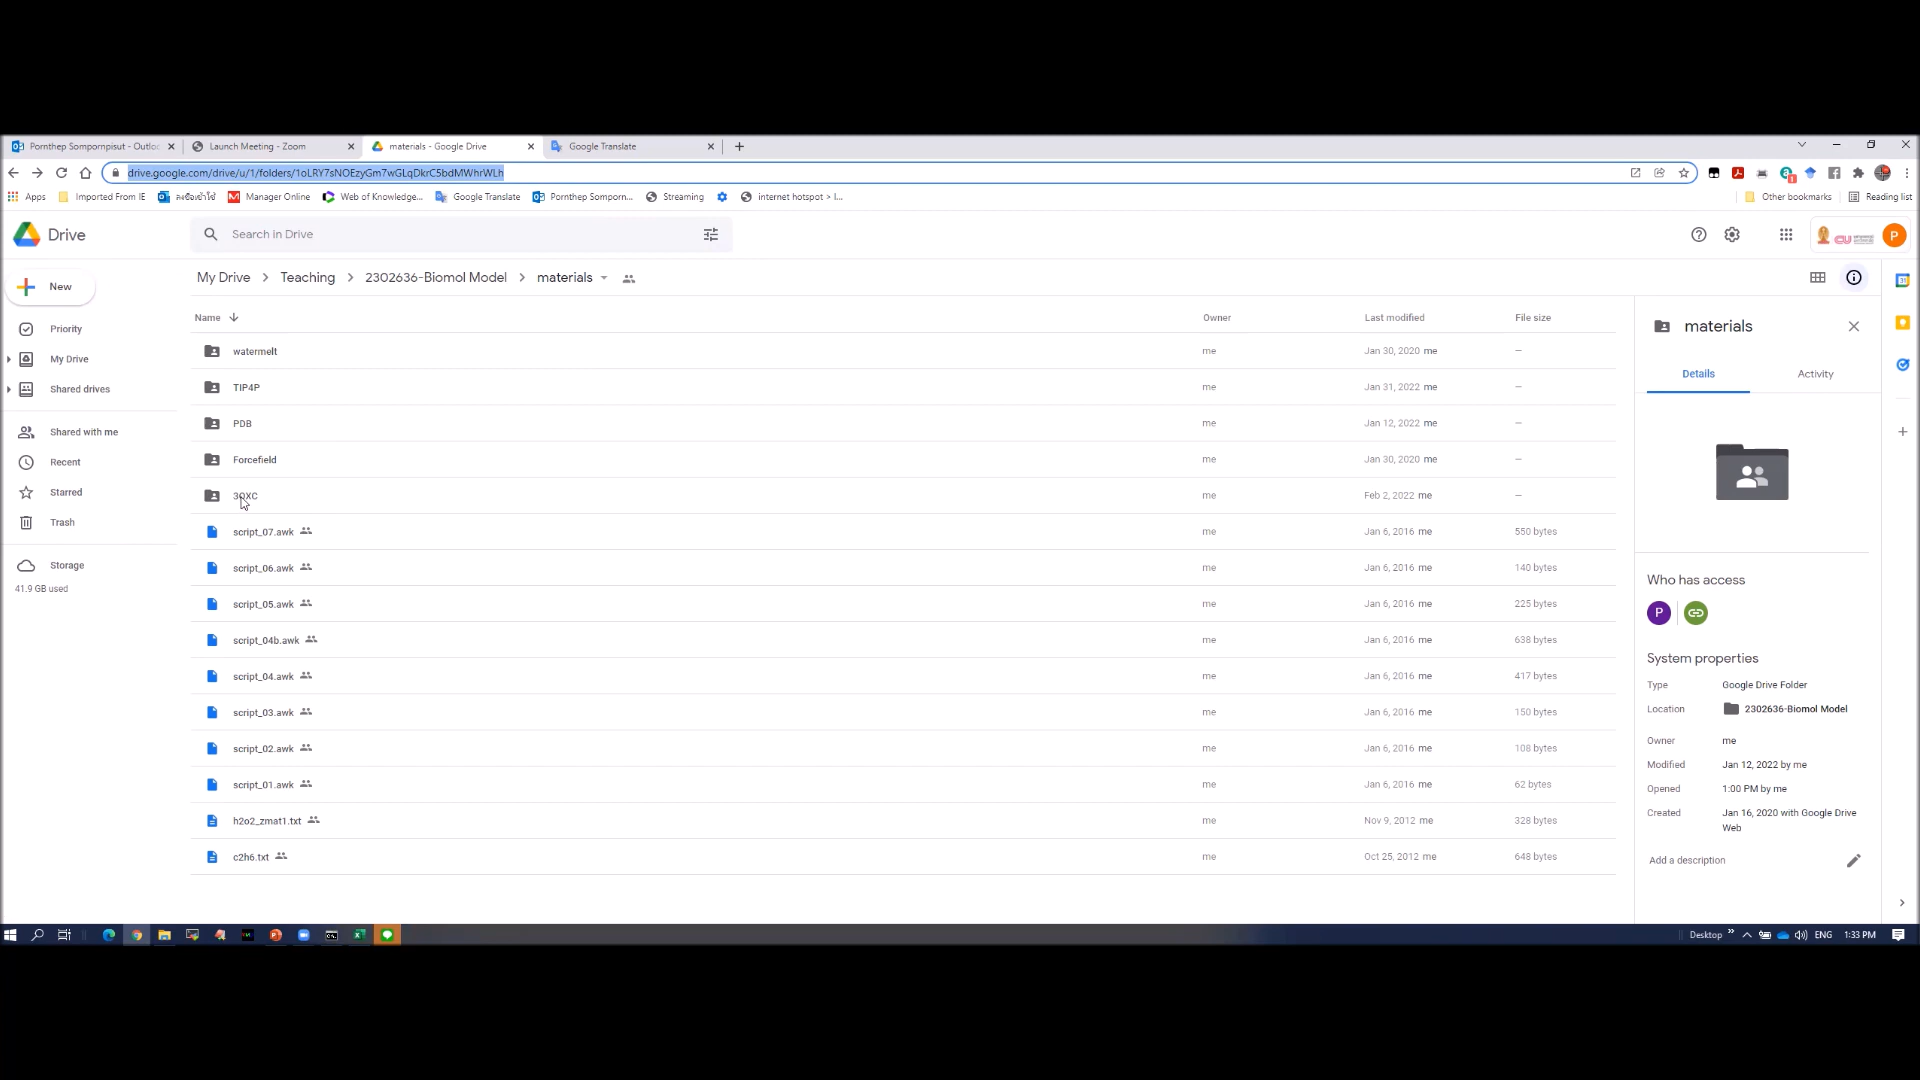 Pornthep Sompornpisut - Outlo
Launch Meeting - Zoom
materials - Google Drive
Google Translate
drive.google.com/drive/u/1/folders/1oLRY7sNOEzyGm7wGLqDkrC5bdMWhrWLh
Apps
Imported From IE
ลงชื่อเข้าใช้
Manager Online
Web of Knowledge...
Google Translate
Pornthep Somporn...
Streaming
internet hotspot > l...
Other bookmarks
Reading list
Drive
Search in Drive
P
New
My Drive > Teaching > 2302636-Biomol Model > materials
Priority
My Drive
Shared drives
Shared with me
Recent
Starred
Trash
Storage
41.9 GB used
Name Owner Last modified File size
watermelt me Jan 30, 2020 me —
TIP4P me Jan 31, 2022 me —
PDB me Jan 12, 2022 me —
Forcefield me Jan 30, 2020 me —
me Feb 2, 2022 me —
script_07.awk me Jan 6, 2016 me 550 bytes
script_06.awk me Jan 6, 2016 me 140 bytes
script_05.awk me Jan 6, 2016 me 225 bytes
script_04b.awk me Jan 6, 2016 me 638 bytes
script_04.awk me Jan 6, 2016 me 417 bytes
script_03.awk me Jan 6, 2016 me 150 bytes
script_02.awk me Jan 6, 2016 me 108 bytes
script_01.awk me Jan 6, 2016 me 62 bytes
h2o2_zmat1.txt me Nov 9, 2012 me 328 bytes
c2h6.txt me Oct 25, 2012 me 648 bytes
materials
Details Activity
Who has access
P
System properties
Type Google Drive Folder
Location 2302636-Biomol Model
Owner me
Modified Jan 12, 2022 by me
Opened 1:00 PM by me
Created Jan 16, 2020 with Google Drive
Web
Add a description
Desktop
ENG
1:33 PM